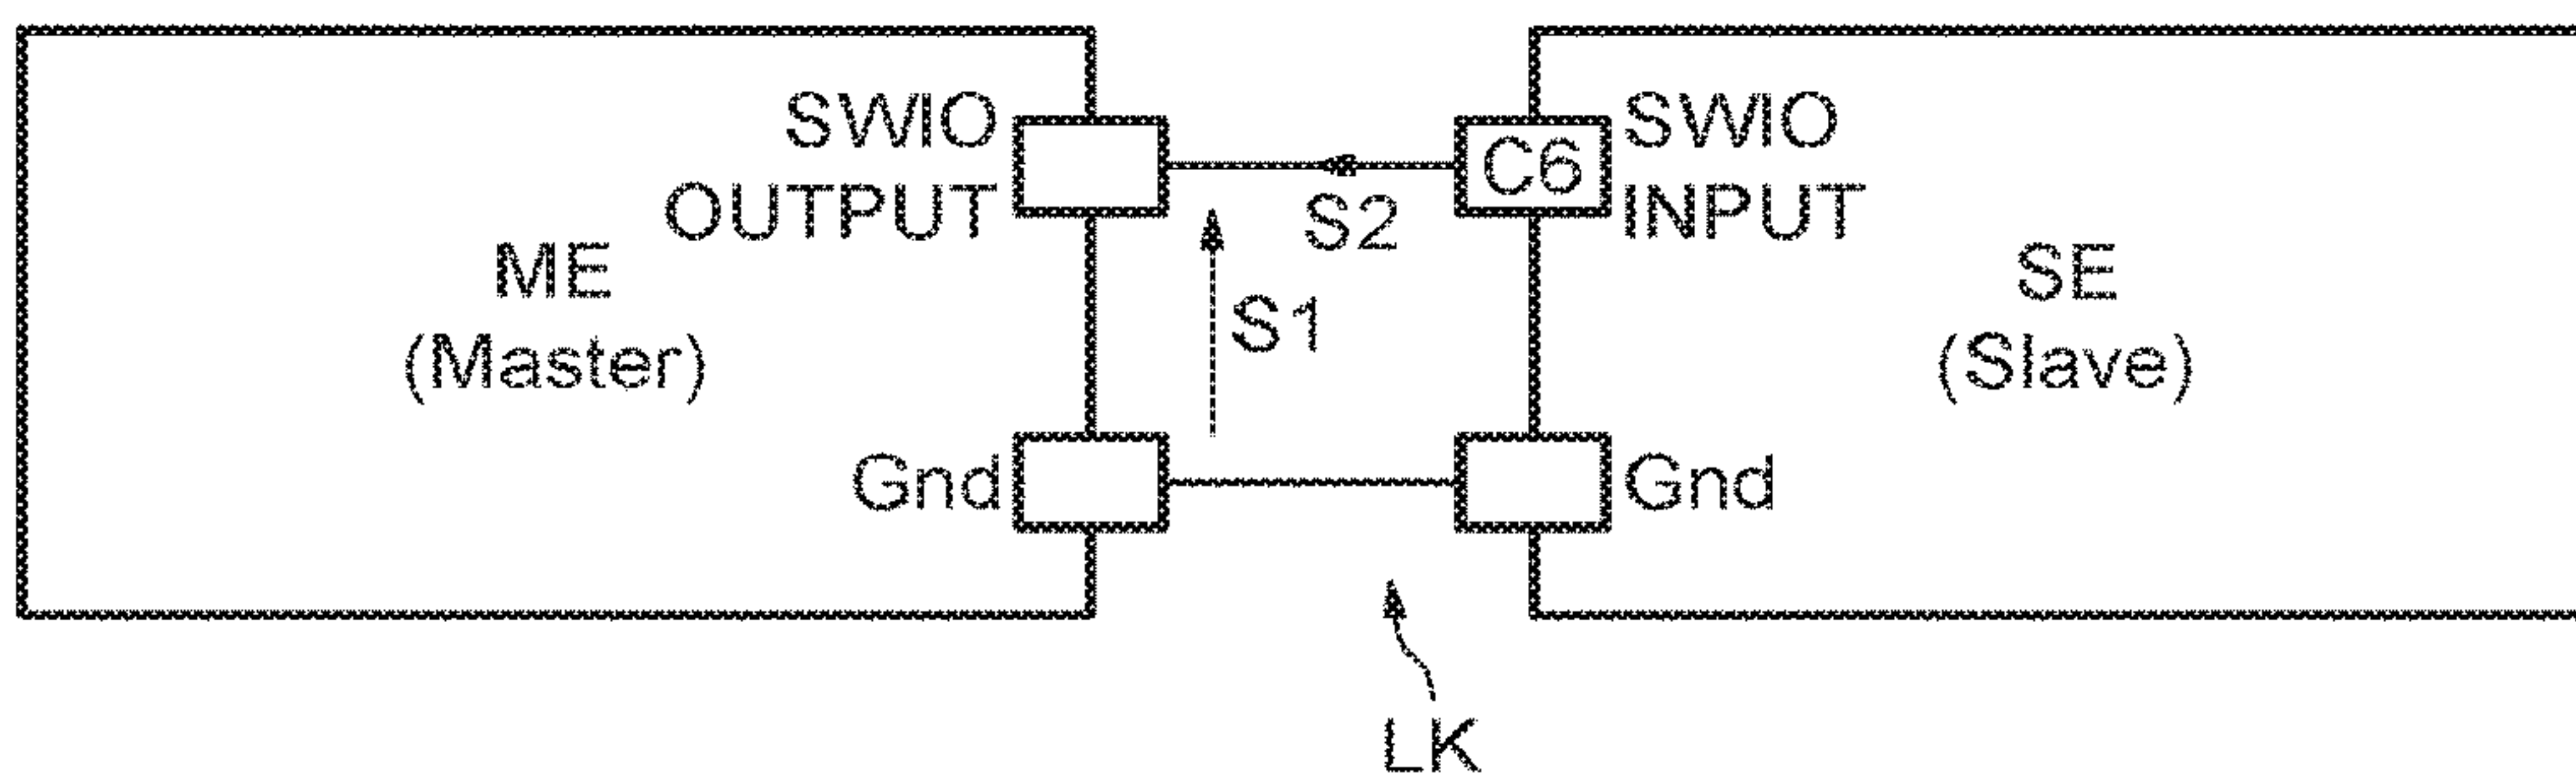 SWIO
OUTPUT
ME
(Master)
Gnd
S1
S2
C6
SWIO
INPUT
SE
(Slave)
Gnd
LK